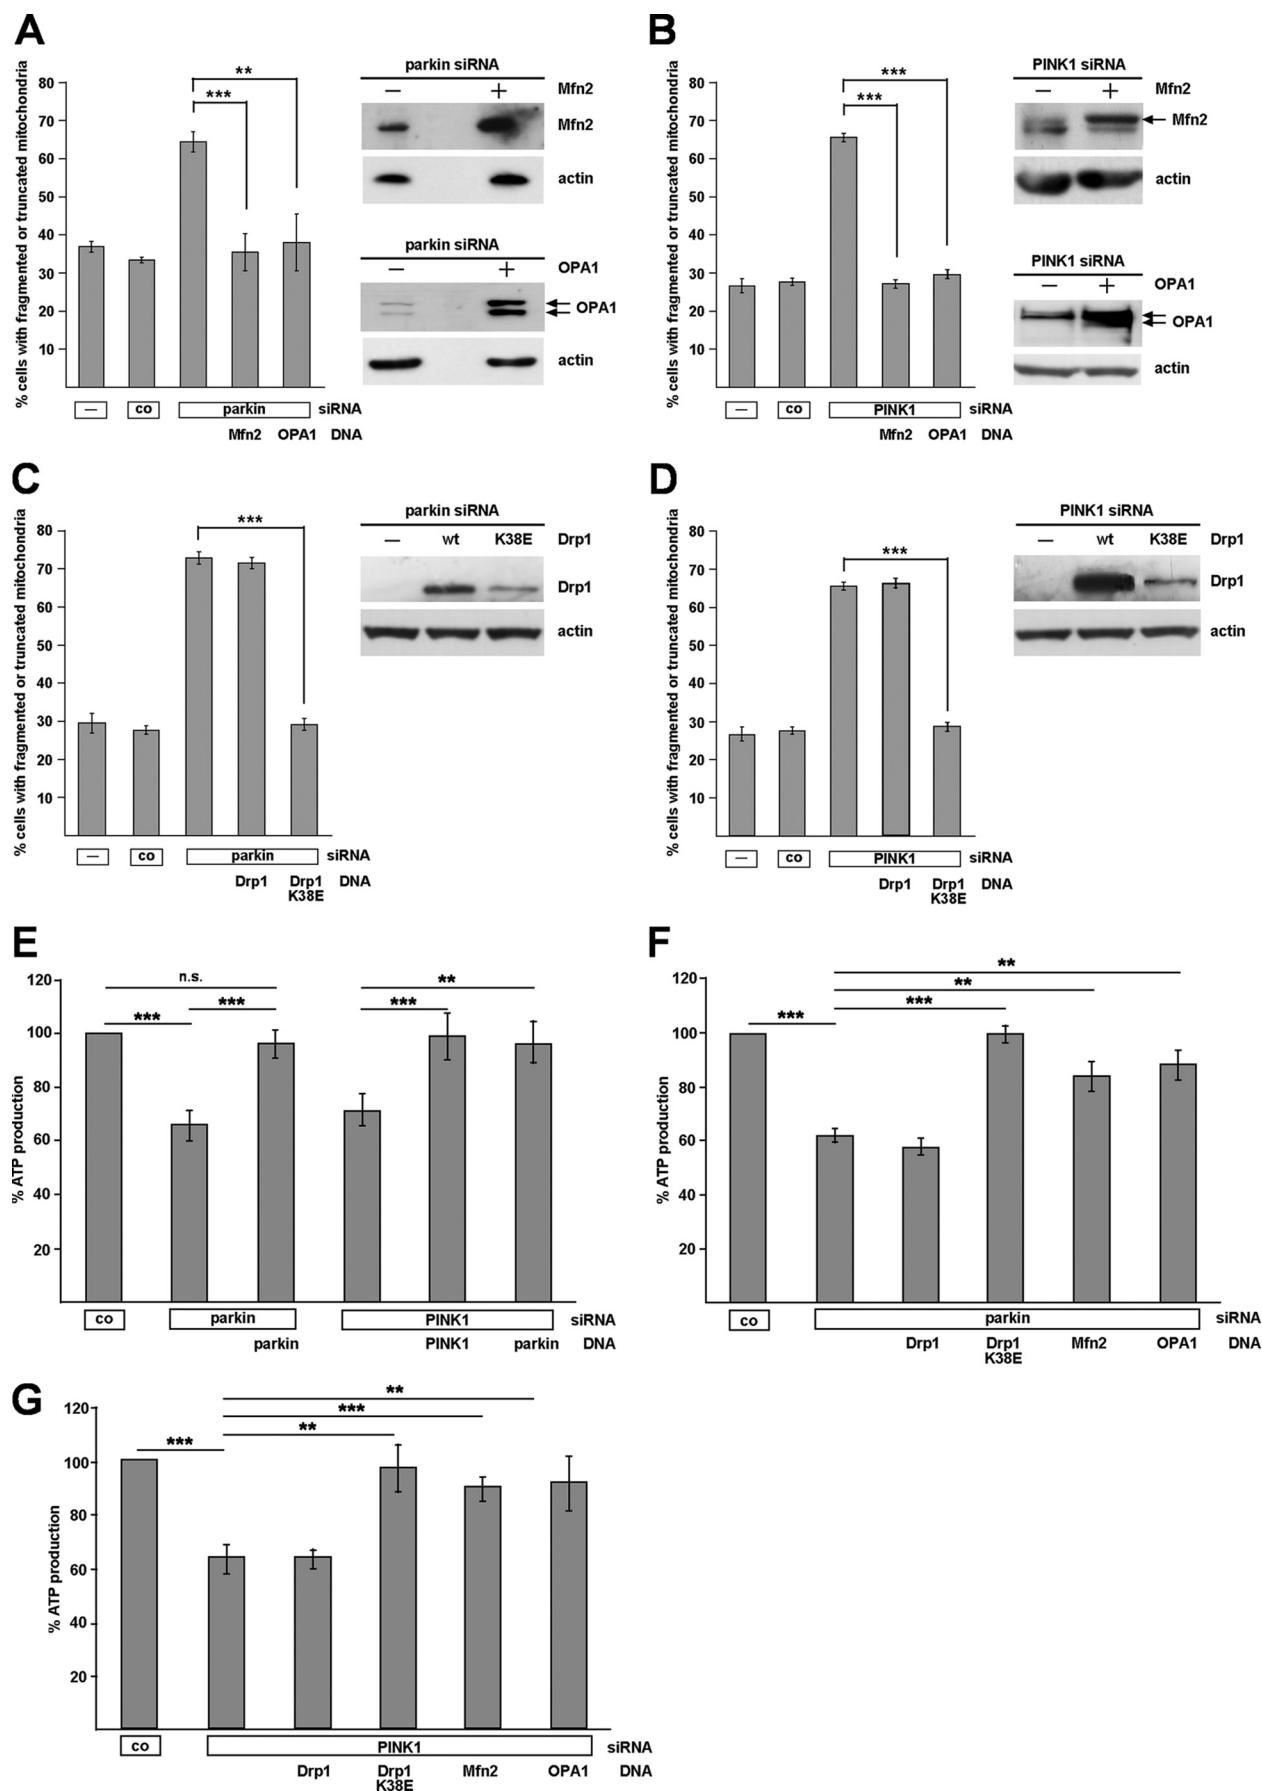 A
% cells with fragmented or truncated mitochondria
80
70
60
50
40
30
20
10
** 
***
— co parkin siRNA
Mfn2 OPA1 DNA
parkin siRNA
— + Mfn2
Mfn2
actin
parkin siRNA
— + OPA1
OPA1
actin
B
% cells with fragmented or truncated mitochondria
80
70
60
50
40
30
20
10
***
***
— co PINK1 siRNA
Mfn2 OPA1 DNA
PINK1 siRNA
— + Mfn2
Mfn2
actin
PINK1 siRNA
— + OPA1
OPA1
actin
C
% cells with fragmented or truncated mitochondria
80
70
60
50
40
30
20
10
***
— co parkin siRNA
Drp1 Drp1 DNA
K38E
parkin siRNA
— wt K38E Drp1
Drp1
actin
D
% cells with fragmented or truncated mitochondria
80
70
60
50
40
30
20
10
***
— co PINK1 siRNA
Drp1 Drp1 DNA
K38E
PINK1 siRNA
— wt K38E Drp1
Drp1
actin
E
% ATP production
120
100
80
60
40
20
n.s.
*** *** *** **
co parkin PINK1 siRNA
parkin PINK1 parkin DNA
F
% ATP production
120
100
80
60
40
20
**
**
*** ***
co parkin siRNA
Drp1 Drp1 Mfn2 OPA1 DNA
K38E
G
% ATP production
120
100
80
60
40
20
**
***
**
***
co PINK1 siRNA
Drp1 Drp1 Mfn2 OPA1 DNA
K38E